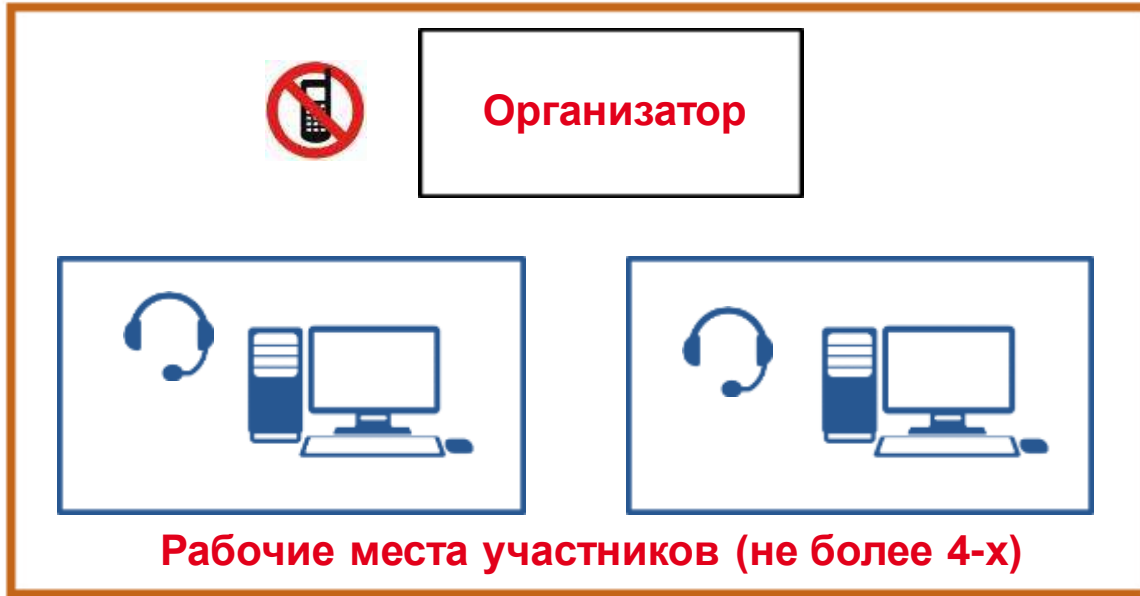 Организатор
Рабочие места участников (не более 4-х)